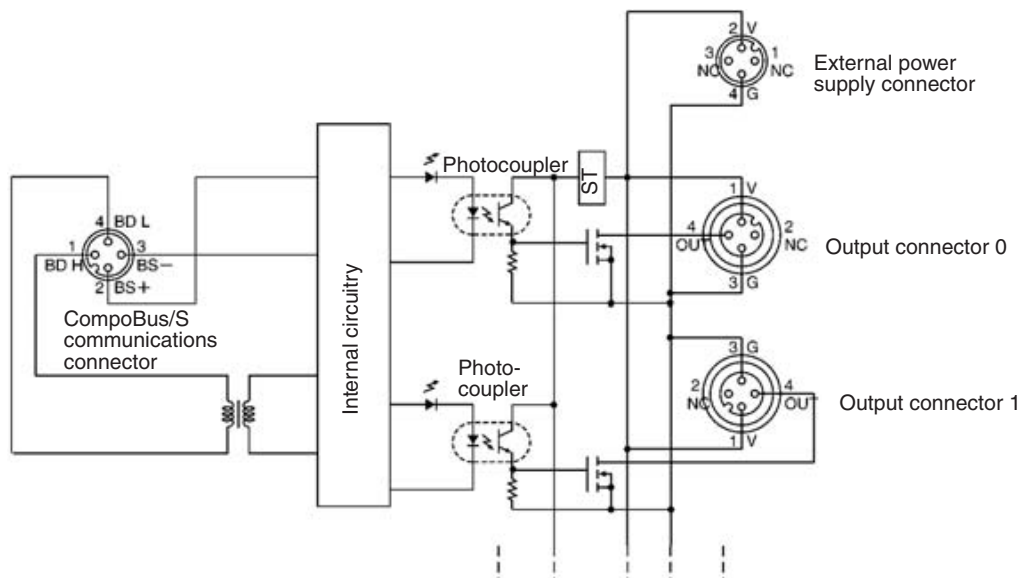 2 V
3
NC
1
NC
4 G
External power
supply connector
Photocoupler
ST
1 V
4
OUT
2
NC
3 G
Output connector 0
4 BD L
1
BD H
3
BS−
2 BS+
CompoBus/S
communications
connector
Internal circuitry
Photo-
coupler
3 G
2
NC
4
OUT
1 V
Output connector 1